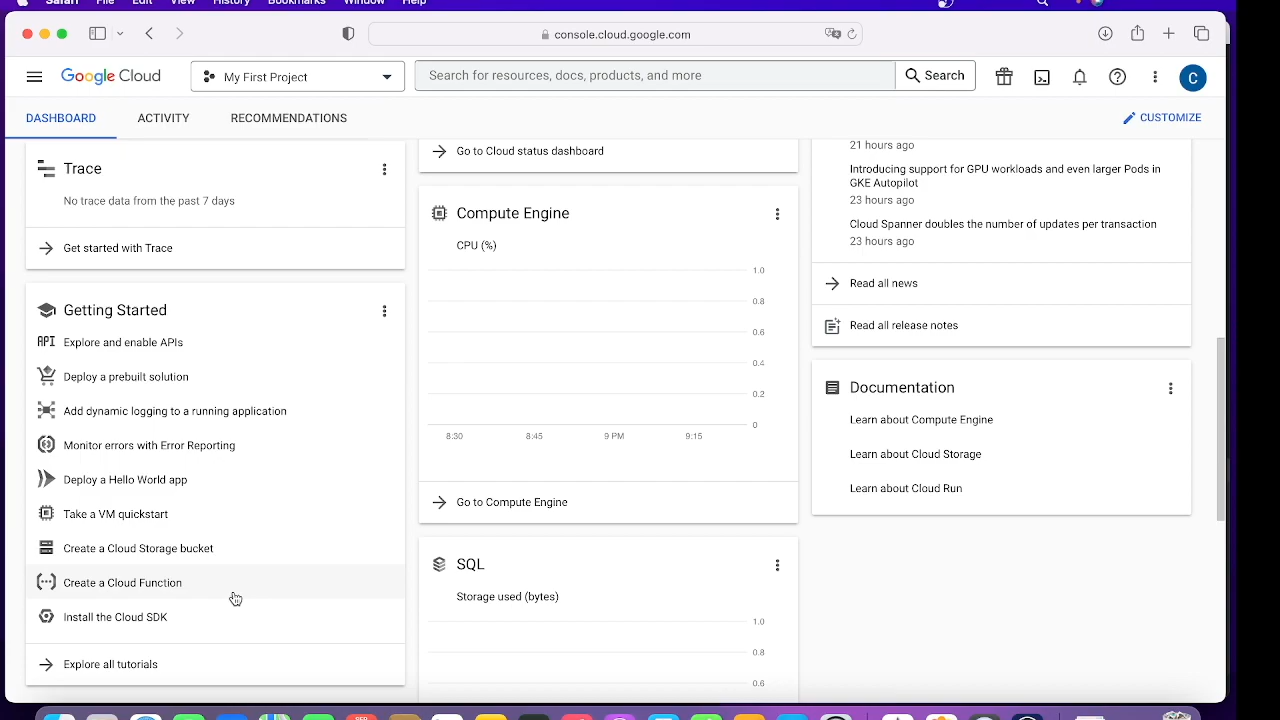 Safari File Edit View History Bookmarks Window Help
console.cloud.google.com
Google Cloud
My First Project
Search for resources, docs, products, and more
Search
C
DASHBOARD
ACTIVITY
RECOMMENDATIONS
CUSTOMIZE
Trace
No trace data from the past 7 days
Get started with Trace
Getting Started
API Explore and enable APIs
Deploy a prebuilt solution
Add dynamic logging to a running application
Monitor errors with Error Reporting
Deploy a Hello World app
Take a VM quickstart
Create a Cloud Storage bucket
Create a Cloud Function
Install the Cloud SDK
Explore all tutorials
Go to Cloud status dashboard
Compute Engine
CPU (%)
1.0
0.8
0.6
0.4
0.2
0
8:30 8:45 9 PM 9:15
Go to Compute Engine
SQL
Storage used (bytes)
1.0
0.8
0.6
21 hours ago
Introducing support for GPU workloads and even larger Pods in
GKE Autopilot
23 hours ago
Cloud Spanner doubles the number of updates per transaction
23 hours ago
Read all news
Read all release notes
Documentation
Learn about Compute Engine
Learn about Cloud Storage
Learn about Cloud Run